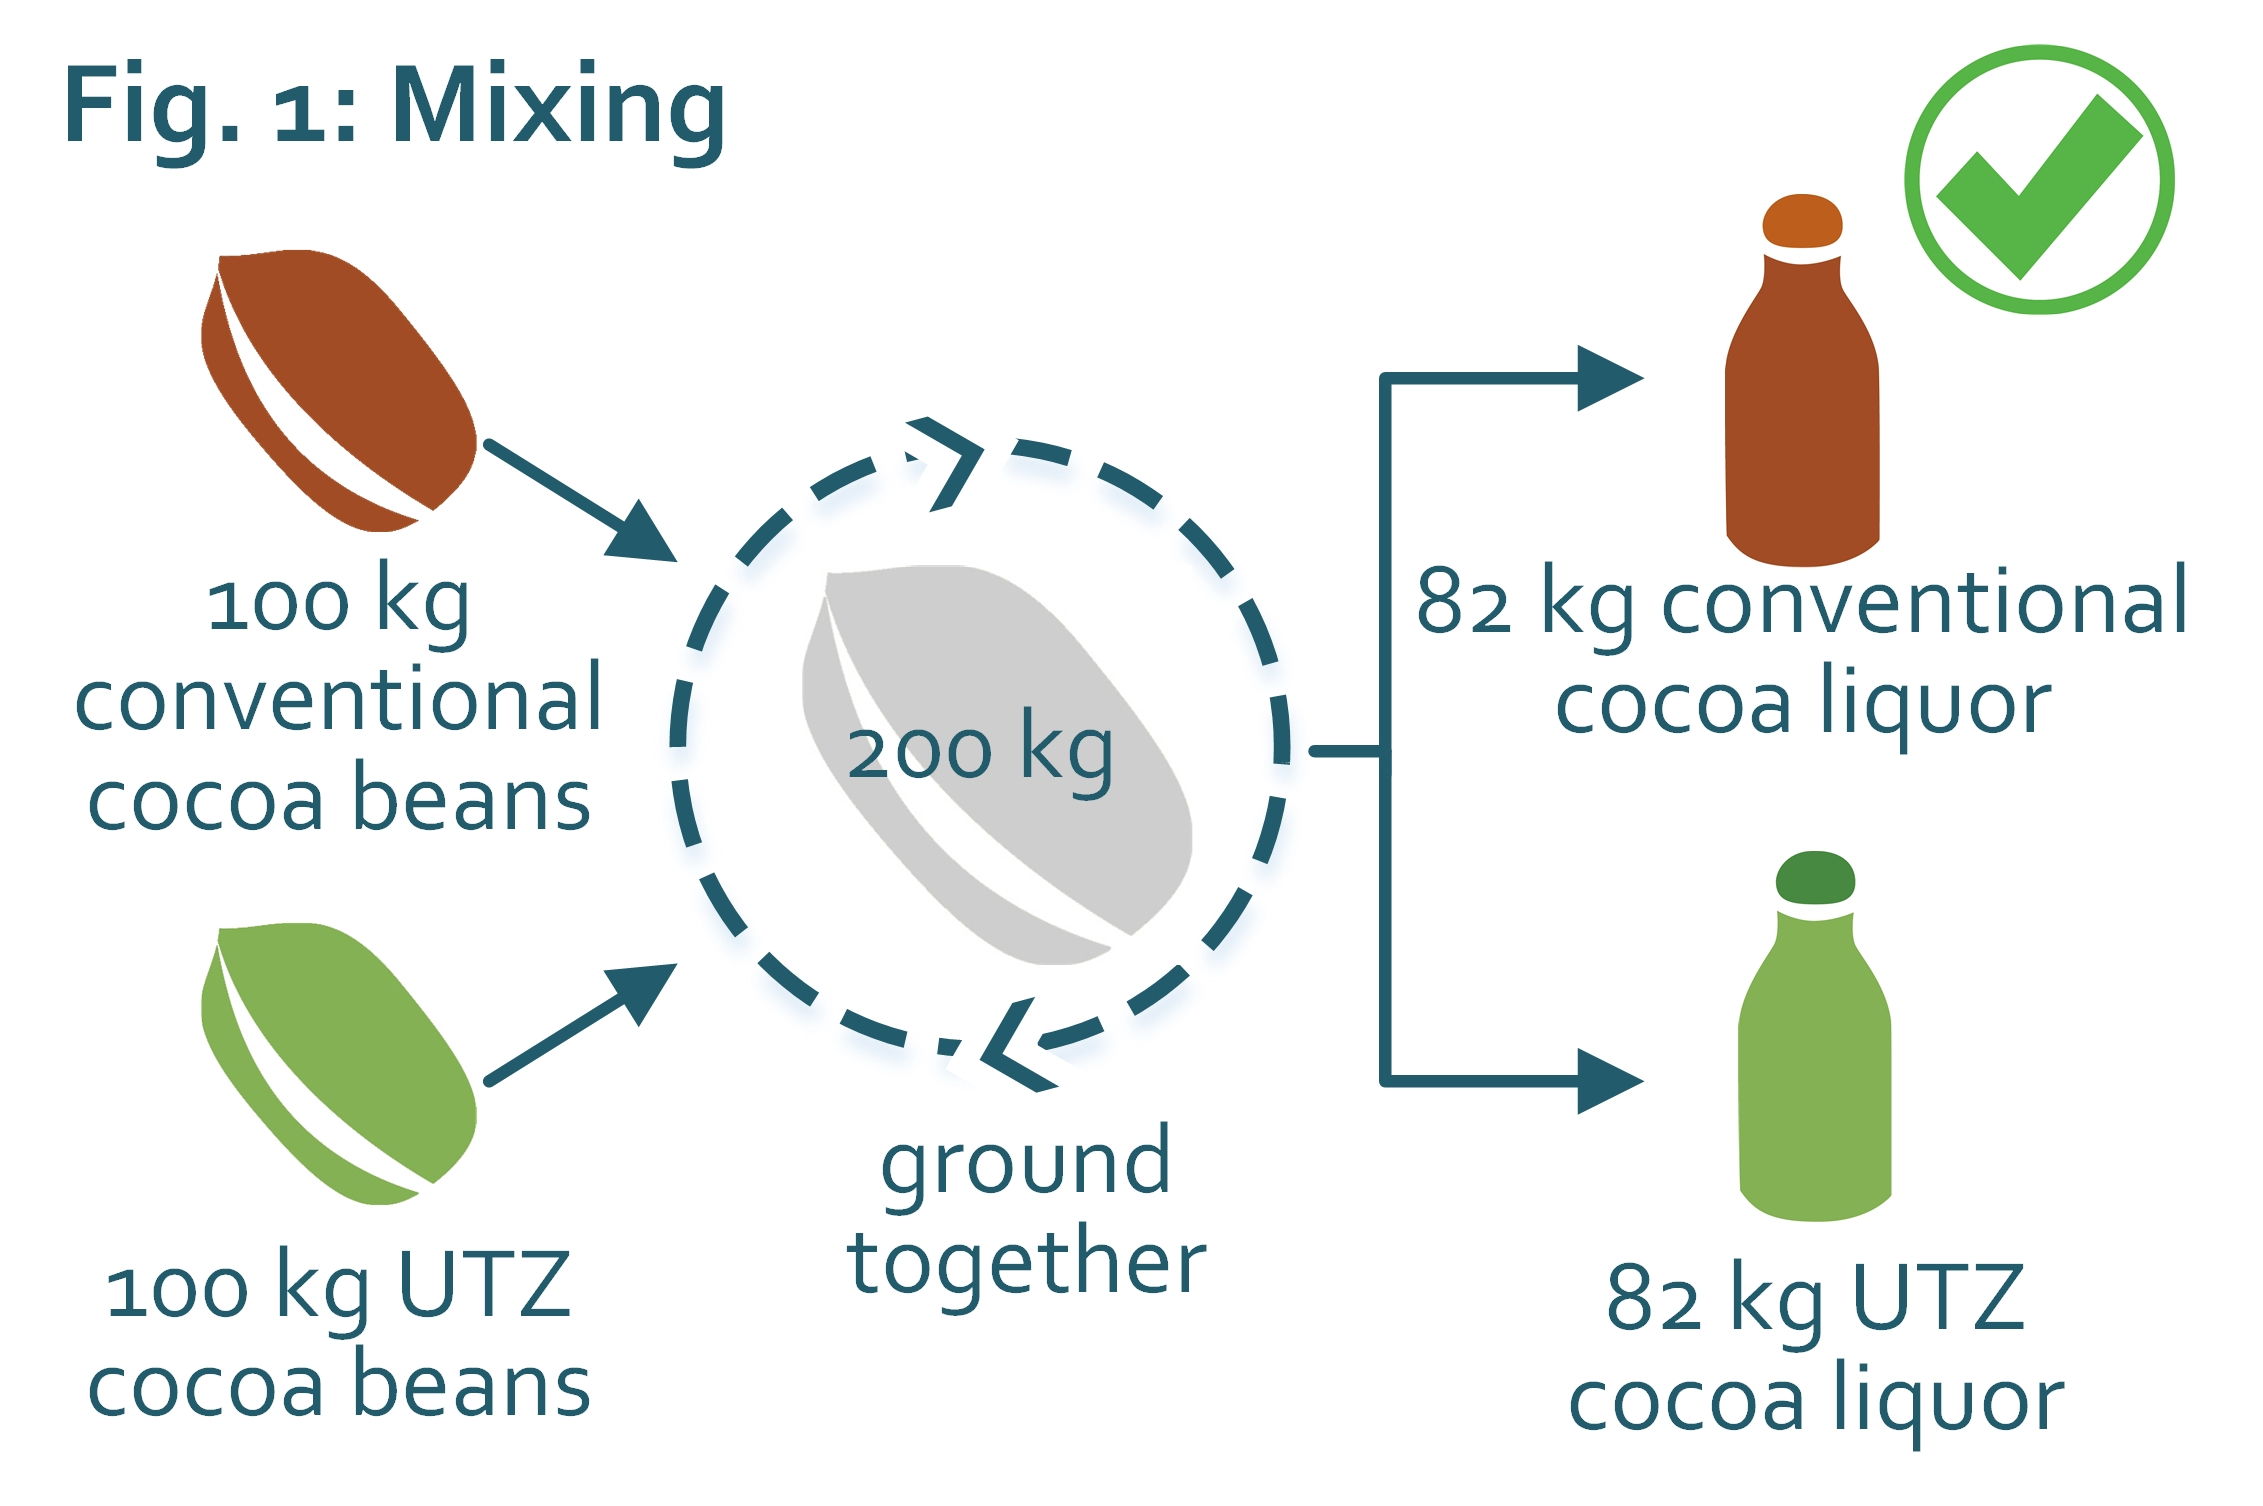 Fig. 1: Mixing
100 kg
conventional
cocoa beans
100 kg UTZ
cocoa beans
200 kg
ground
together
82 kg conventional
cocoa liquor
82 kg UTZ
cocoa liquor